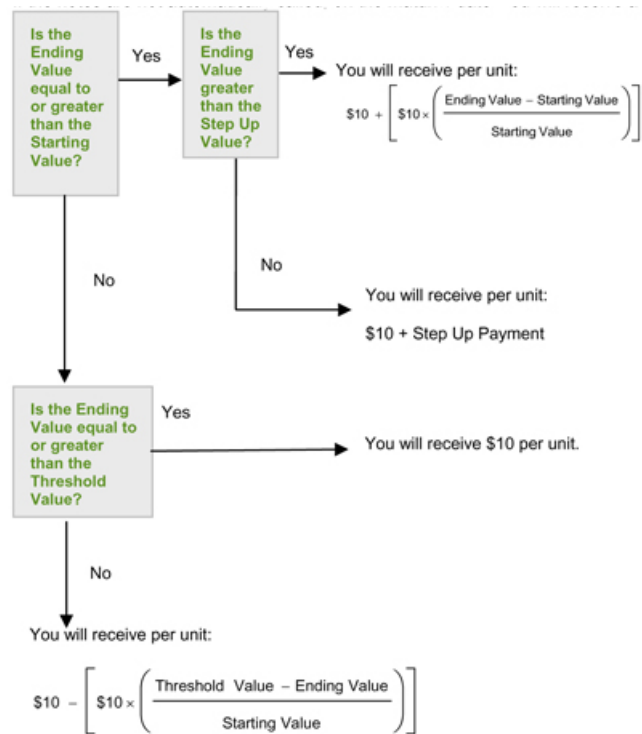 Is the
Ending
Value
equal to
or greater
than the
Starting
Value?
Yes
Is the
Ending
Value
greater
than the
Step Up
Value?
Yes
You will receive per unit:
$10 + [ $10 × ( Ending Value – Starting Value
Starting Value ) ]
No
No
You will receive per unit:
$10 + Step Up Payment
Is the Ending
Value equal to
or greater
than the
Threshold
Value?
Yes
You will receive $10 per unit.
No
You will receive per unit:
$10 – [ $10 × ( Threshold Value – Ending Value
Starting Value ) ]